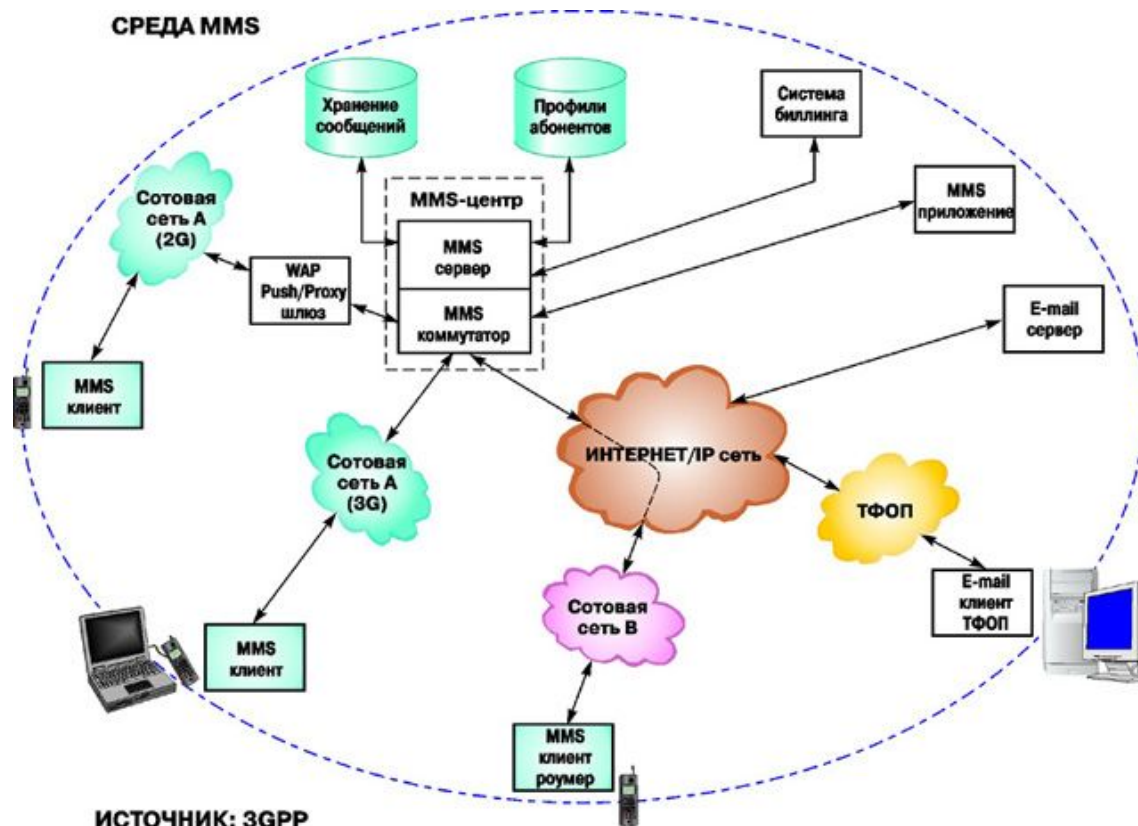 СРЕДА MMS
Хранение
сообщений
Профили
абонентов
Система
биллинга
MMS
приложение
MMS-центр
MMS
сервер
MMS
коммутатор
Сотовая
сеть А
(2G)
WAP
Push/Proxy
шлюз
MMS
клиент
E-mail
сервер
Сотовая
сеть А
(3G)
ИНТЕРНЕТ/IP сеть
ТФОП
E-mail
клиент
ТФОП
Сотовая
сеть В
MMS
клиент
MMS
клиент
роумер
ИСТОЧНИК: 3GPP